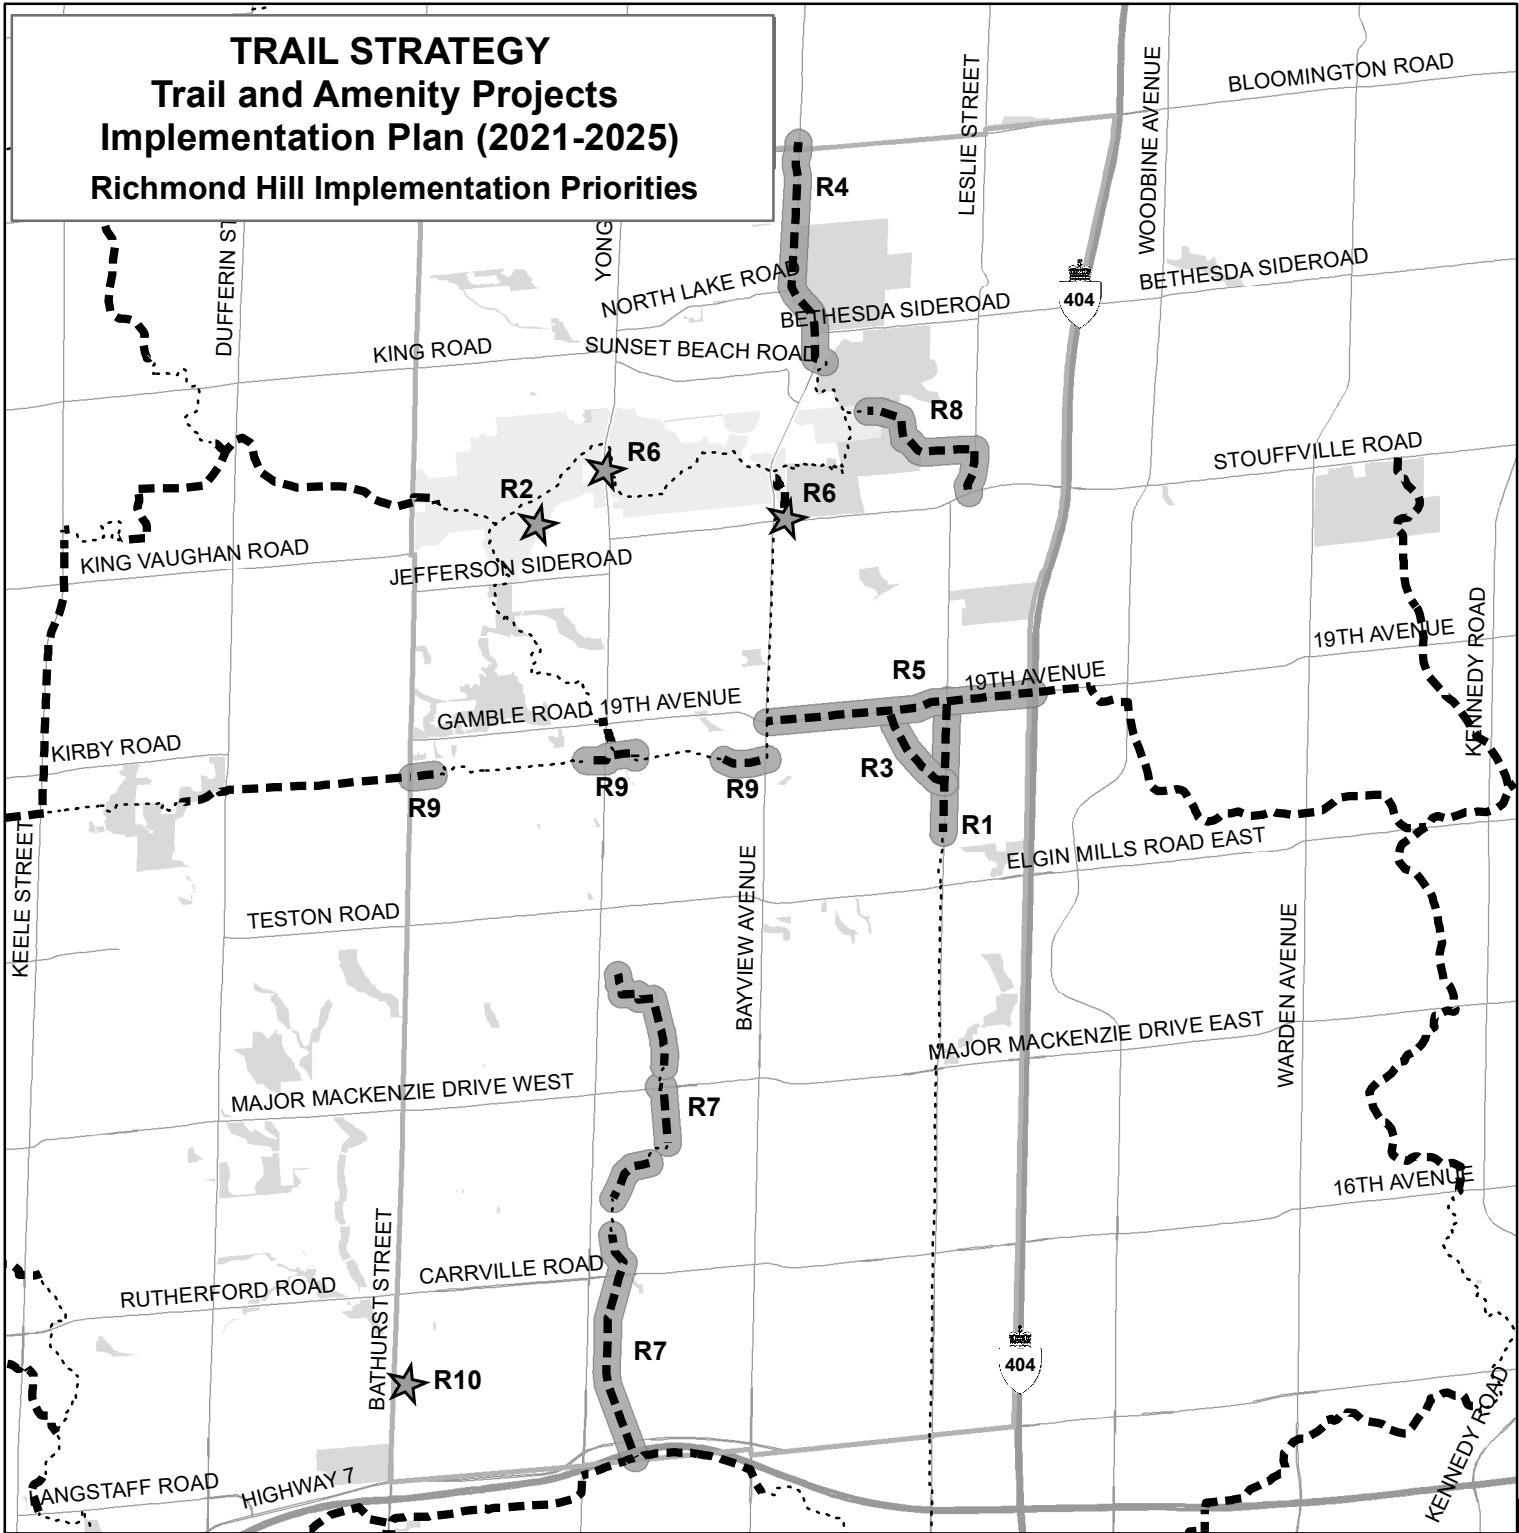 TRAIL STRATEGY
Trail and Amenity Projects
Implementation Plan (2021-2025)
Richmond Hill Implementation Priorities
BLOOMINGTON ROAD
LESLIE STREET
WOODBINE AVENUE
R4
DUFFERIN ST
YONG
NORTH LAKE ROAD
BETHESDA SIDEROAD
BETHESDA SIDEROAD
404
KING ROAD
SUNSET BEACH ROAD
R8
STOUFFVILLE ROAD
R6
R2
R6
KING VAUGHAN ROAD
JEFFERSON SIDEROAD
19TH AVENUE
KENNEDY ROAD
R5
19TH AVENUE
GAMBLE ROAD
19TH AVENUE
KIRBY ROAD
R3
R9
R9
R9
R1
ELGIN MILLS ROAD EAST
KEELE STREET
TESTON ROAD
BAYVIEW AVENUE
WARDEN AVENUE
MAJOR MACKENZIE DRIVE EAST
MAJOR MACKENZIE DRIVE WEST
R7
16TH AVENUE
BATHURST STREET
CARRVILLE ROAD
RUTHERFORD ROAD
R7
404
R10
KENNEDY ROAD
LANGSTAFF ROAD
HIGHWAY 7